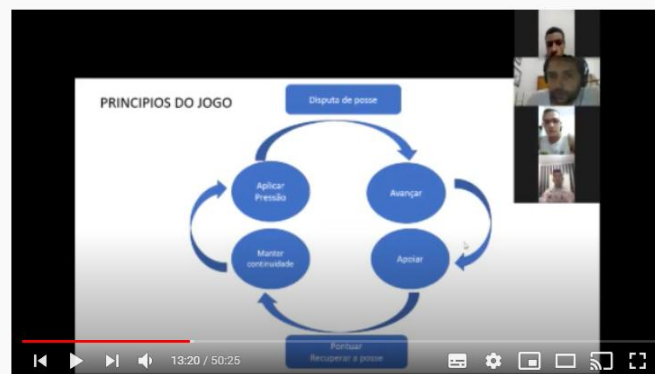 PRINCIPIOS DO JOGO
Disputa de posse
Aplicar
Pressão
Avançar
Manter
continuidade
Apoiar
Pontuar
Recuperar a posse
13:20 / 50:25